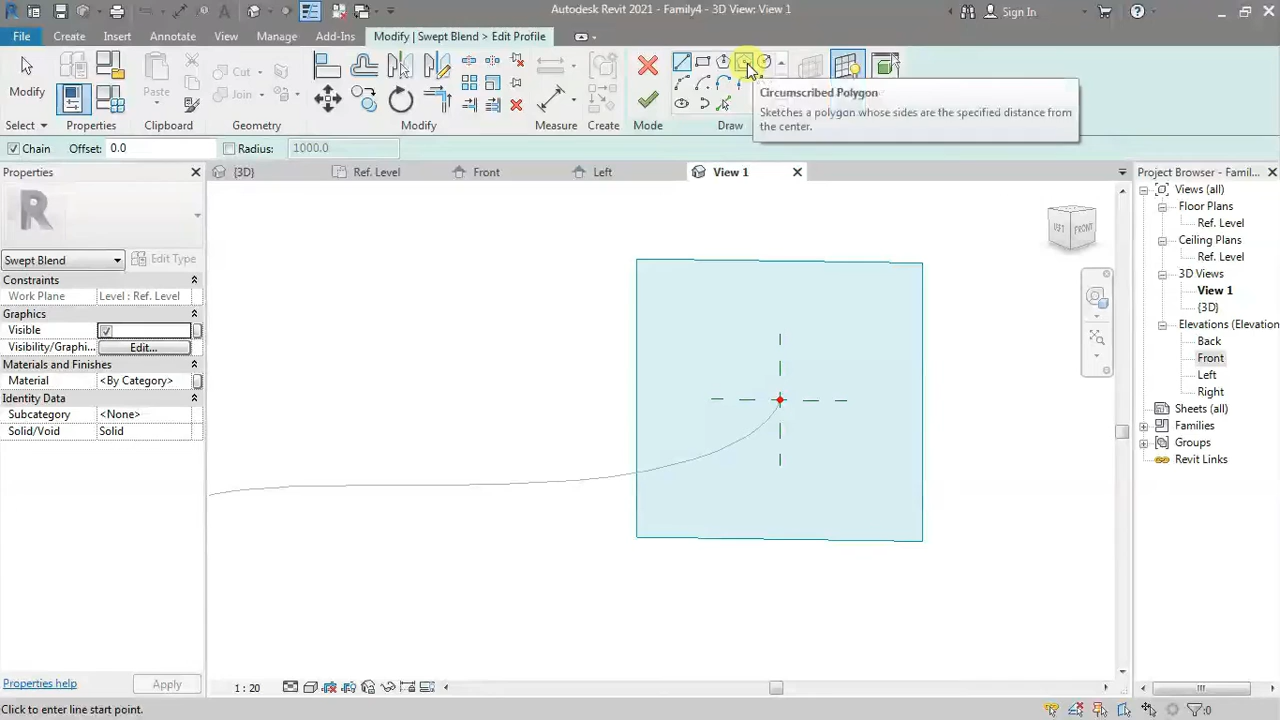 Autodesk Revit 2021 - Family4 - 3D View: View 1
Sign In
File
Create
Insert
Annotate
View
Manage
Add-Ins
Modify | Swept Blend > Edit Profile
Modify
Paste
Cut
Join
Select
Properties
Clipboard
Geometry
Modify
Measure
Create
Mode
Draw
Circumscribed Polygon
Sketches a polygon whose sides are the specified distance from
the center.
Chain
Offset: 0.0
Radius: 1000.0
Properties
{3D}
Ref. Level
Front
Left
View 1
Project Browser - Famil...
R
Swept Blend
Edit Type
Constraints
Work Plane
Level : Ref. Level
Graphics
Visible
Visibility/Graphi...
Edit...
Materials and Finishes
Material
<By Category>
Identity Data
Subcategory
<None>
Solid/Void
Solid
LEFT
FRONT
Views (all)
Floor Plans
Ref. Level
Ceiling Plans
Ref. Level
3D Views
View 1
{3D}
Elevations (Elevation
Back
Front
Left
Right
Sheets (all)
Families
Groups
Revit Links
Properties help
Apply
1 : 20
Click to enter line start point.
:0